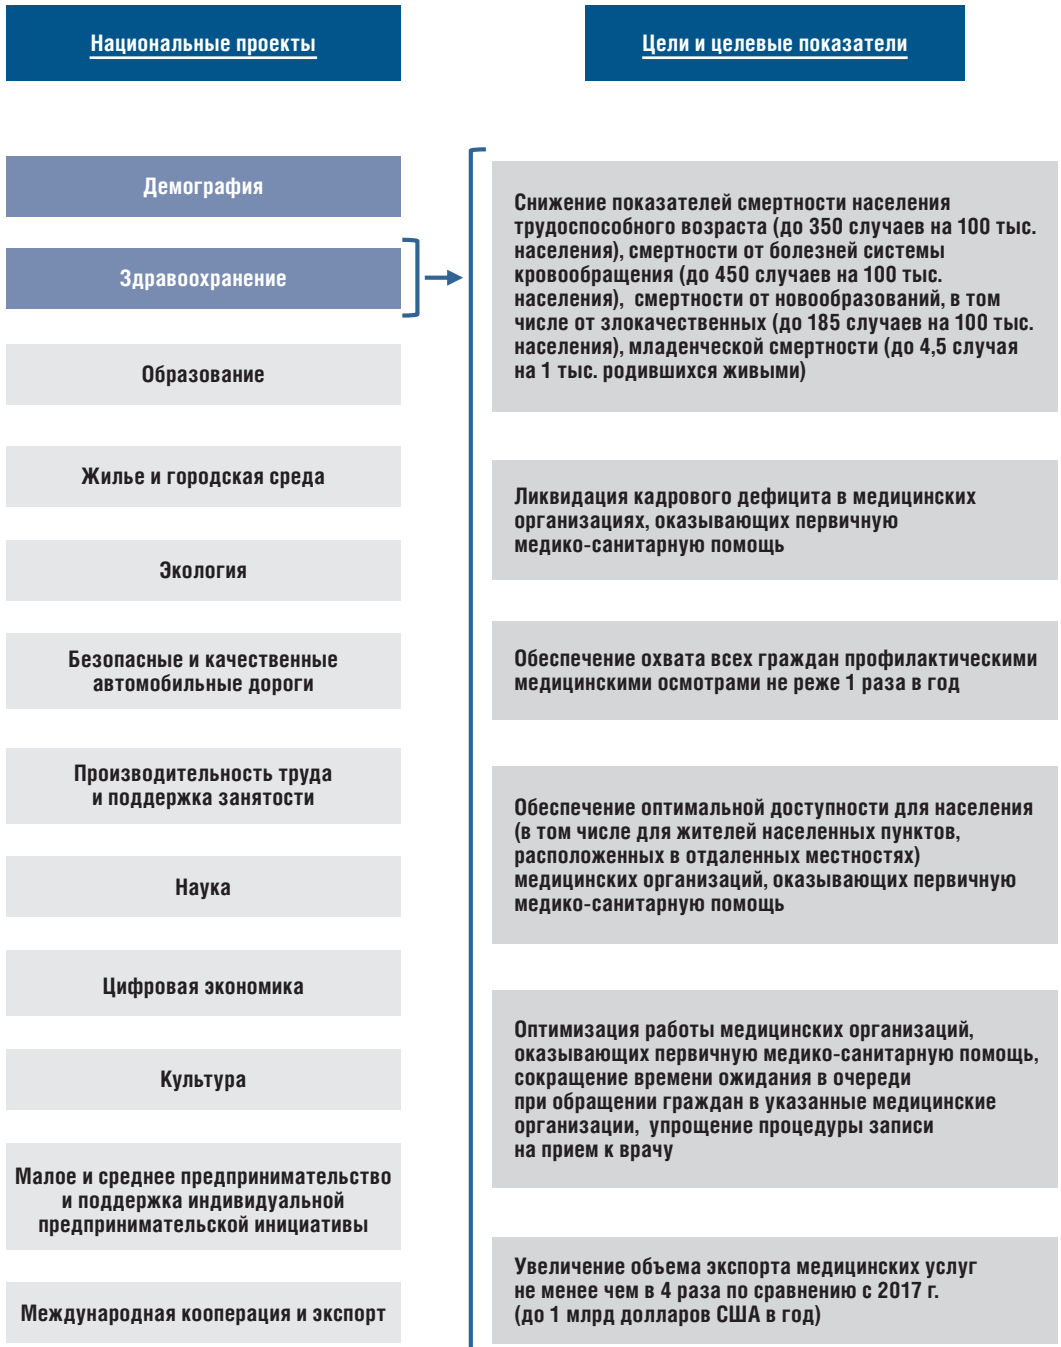 Национальные проекты
Цели и целевые показатели
Демография
Здравоохранение
Образование
Жилье и городская среда
Экология
Безопасные и качественные
автомобильные дороги
Производительность труда
и поддержка занятости
Наука
Цифровая экономика
Культура
Малое и среднее предпринимательство
и поддержка индивидуальной
предпринимательской инициативы
Международная кооперация и экспорт
Снижение показателей смертности населения
трудоспособного возраста (до 350 случаев на 100 тыс.
населения), смертности от болезней системы
кровообращения (до 450 случаев на 100 тыс.
населения), смертности от новообразований, в том
числе от злокачественных (до 185 случаев на 100 тыс.
населения), младенческой смертности (до 4,5 случая
на 1 тыс. родившихся живыми)
Ликвидация кадрового дефицита в медицинских
организациях, оказывающих первичную
медико-санитарную помощь
Обеспечение охвата всех граждан профилактическими
медицинскими осмотрами не реже 1 раза в год
Обеспечение оптимальной доступности для населения
(в том числе для жителей населенных пунктов,
расположенных в отдаленных местностях)
медицинских организаций, оказывающих первичную
медико-санитарную помощь
Оптимизация работы медицинских организаций,
оказывающих первичную медико-санитарную помощь,
сокращение времени ожидания в очереди
при обращении граждан в указанные медицинские
организации, упрощение процедуры записи
на прием к врачу
Увеличение объема экспорта медицинских услуг
не менее чем в 4 раза по сравнению с 2017 г.
(до 1 млрд долларов США в год)